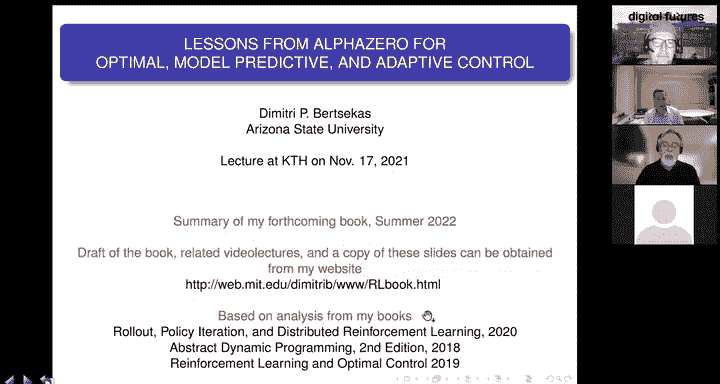 LESSONS FROM ALPHAZERO FOR
OPTIMAL, MODEL PREDICTIVE, AND ADAPTIVE CONTROL
Dimitri P. Bertsekas
Arizona State University
Lecture at KTH on Nov. 17, 2021
Summary of my forthcoming book, Summer 2022
Draft of the book, related videolectures, and a copy of these slides can be obtained
from my website
http://web.mit.edu/dimitrib/www/RLbook.html
Based on analysis from my books
Rollout, Policy Iteration, and Distributed Reinforcement Learning, 2020
Abstract Dynamic Programming, 2nd Edition, 2018
Reinforcement Learning and Optimal Control 2019
digital futures